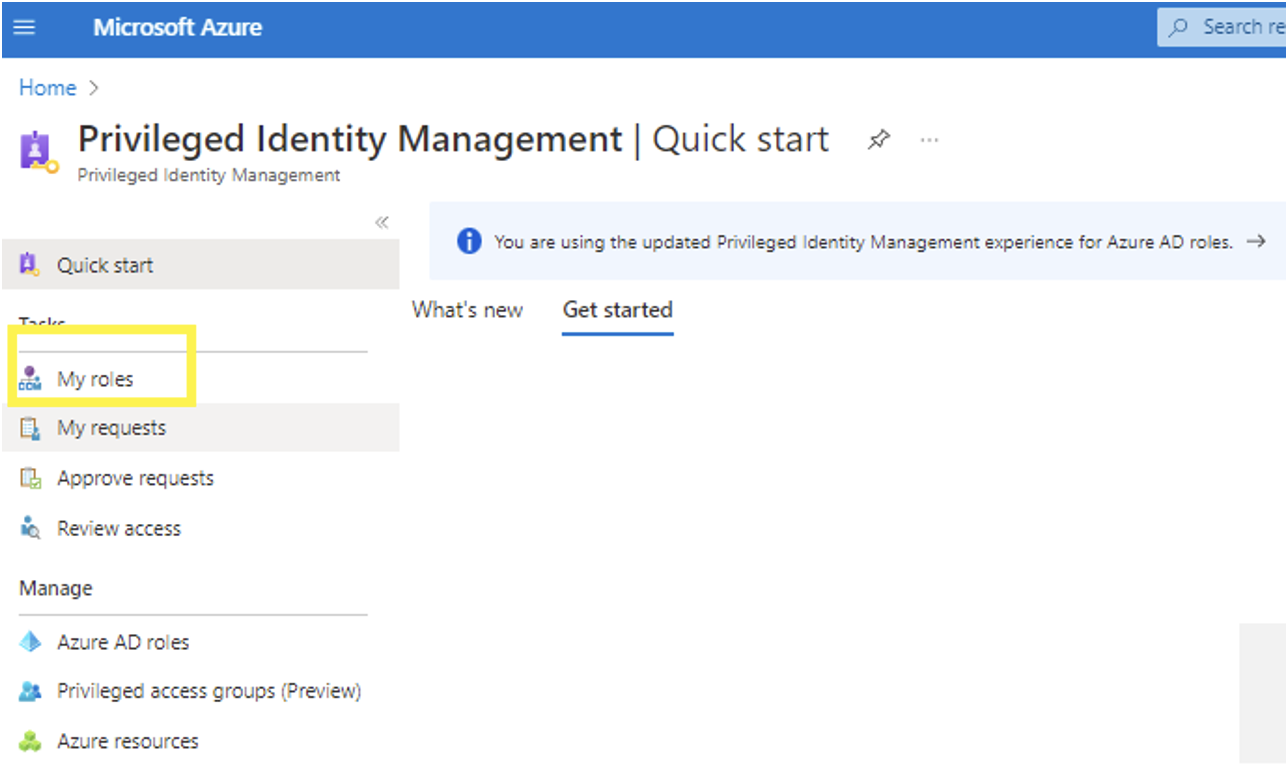 Microsoft Azure
Search re
Home
Privileged Identity Management | Quick start
Privileged Identity Management
You are using the updated Privileged Identity Management experience for Azure AD roles.
Quick start
What's new
Get started
Tasks
My roles
My requests
Approve requests
Review access
Manage
Azure AD roles
Privileged access groups (Preview)
Azure resources